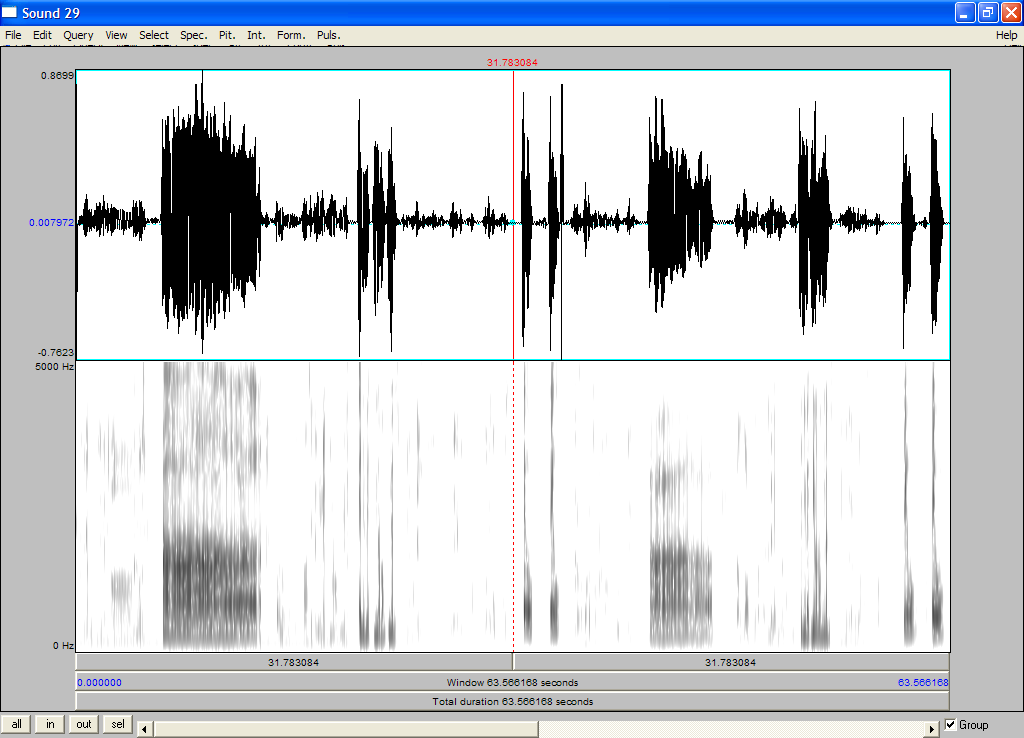 Sound 29
File Edit Query View Select Spec. Pit. Int. Form. Puls. Help
31.783084
0.8699
0.007972
-0.7623
5000 Hz
0 Hz
31.783084 31.783084
0.000000 Window 63.566168 seconds 63.566168
Total duration 63.566168 seconds
all in out sel Group